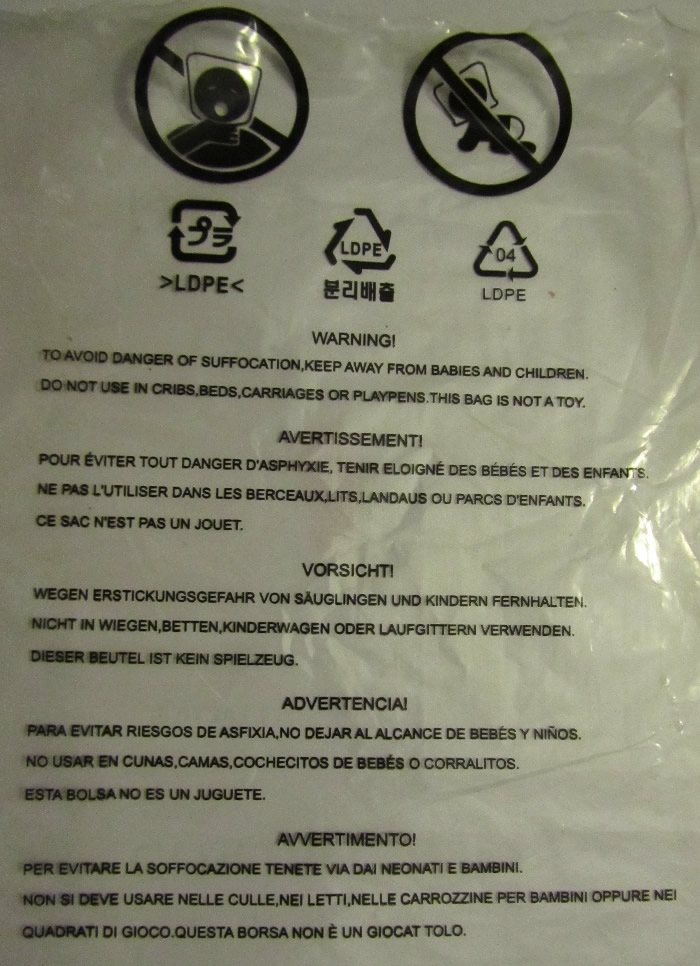 プラ
>LDPE<
LDPE
분리배출
04
LDPE
WARNING!
TO AVOID DANGER OF SUFFOCATION,KEEP AWAY FROM BABIES AND CHILDREN.
DO NOT USE IN CRIBS,BEDS,CARRIAGES OR PLAYPENS.THIS BAG IS NOT A TOY.
AVERTISSEMENT!
POUR ÉVITER TOUT DANGER D'ASPHYXIE, TENIR ELOIGNÉ DES BÉBÉS ET DES ENFANTS.
NE PAS L'UTILISER DANS LES BERCEAUX,LITS,LANDAUS OU PARCS D'ENFANTS.
CE SAC N'EST PAS UN JOUET.
VORSICHT!
WEGEN ERSTICKUNGSGEFAHR VON SÄUGLINGEN UND KINDERN FERNHALTEN.
NICHT IN WIEGEN,BETTEN,KINDERWAGEN ODER LAUFGITTERN VERWENDEN.
DIESER BEUTEL IST KEIN SPIELZEUG.
ADVERTENCIA!
PARA EVITAR RIESGOS DE ASFIXIA,NO DEJAR AL ALCANCE DE BEBÉS Y NIÑOS.
NO USAR EN CUNAS,CAMAS,COCHECITOS DE BEBÉS O CORRALITOS.
ESTA BOLSA NO ES UN JUGUETE.
AVVERTIMENTO!
PER EVITARE LA SOFFOCAZIONE TENETE VIA DAI NEONATI E BAMBINI.
NON SI DEVE USARE NELLE CULLE,NEI LETTI,NELLE CARROZZINE PER BAMBINI OPPURE NEI
QUADRATI DI GIOCO.QUESTA BORSA NON È UN GIOCAT TOLO.